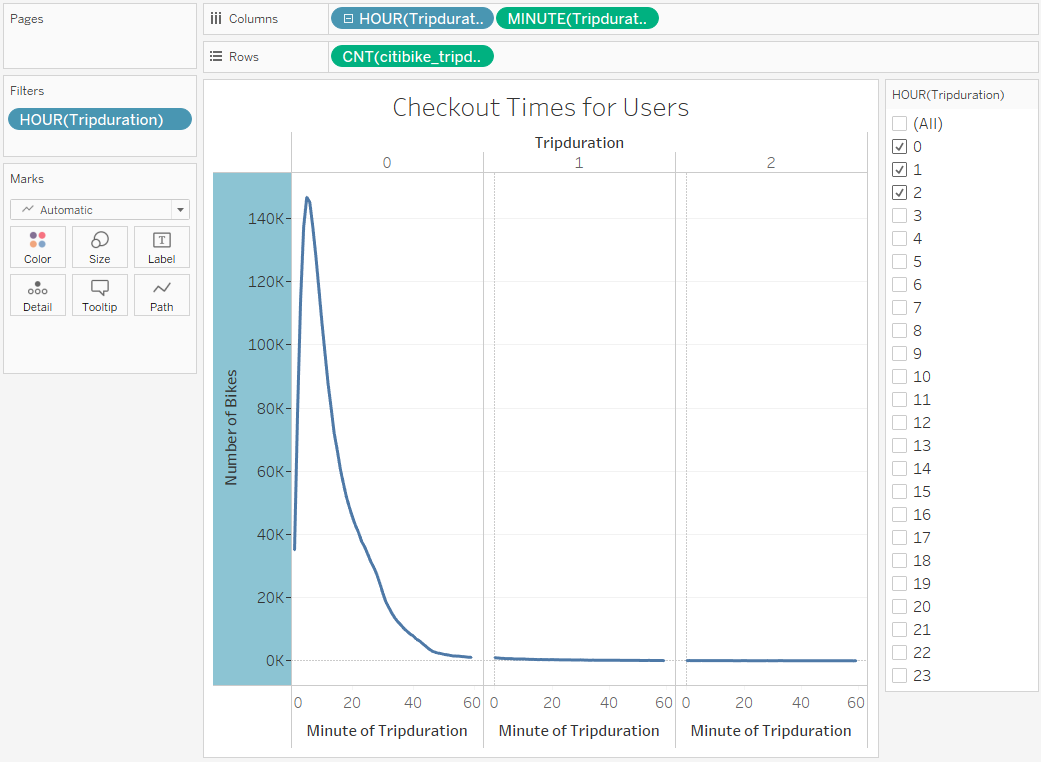 Pages
Columns
HOUR(Tripdurat..
MINUTE(Tripdurat..
Rows
CNT(citibike_tripd..
Filters
HOUR(Tripduration)
Marks
Automatic
Color
Size
Label
Detail
Tooltip
Path
Checkout Times for Users
Tripduration
0 1 2
Number of Bikes
140K
120K
100K
80K
60K
40K
20K
0K
0 20 40 60 0 20 40 60 0 20 40 60
Minute of Tripduration Minute of Tripduration Minute of Tripduration
HOUR(Tripduration)
(All)
0
1
2
3
4
5
6
7
8
9
10
11
12
13
14
15
16
17
18
19
20
21
22
23